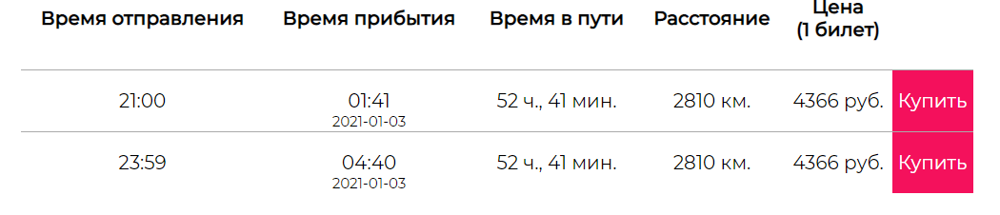 Время отправления Время прибытия Время в пути Расстояние Цена
(1 билет)
21:00 01:41 52 ч., 41 мин. 2810 км. 4366 руб. Купить
2021-01-03
23:59 04:40 52 ч., 41 мин. 2810 км. 4366 руб. Купить
2021-01-03